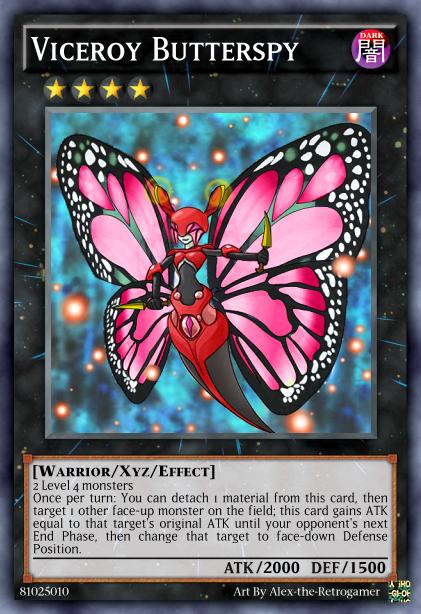 Viceroy Butterspy
DARK
闇
[Warrior/Xyz/Effect]
2 Level 4 monsters
Once per turn: You can detach 1 material from this card, then
target 1 other face-up monster on the field; this card gains ATK
equal to that target's original ATK until your opponent's next
End Phase, then change that target to face-down Defense
Position.
ATK/2000 DEF/1500
81025010 Art By Alex-the-Retrogamer